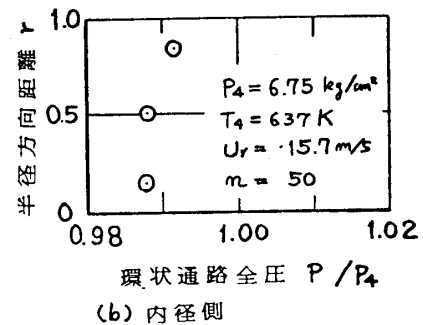 半径方向距離 r
1.0
0.5
0
P₄ = 6.75 kg/cm²
T₄ = 637 K
Ur = 15.7 m/s
n = 50
0.98 1.00 1.02
環状通路全圧 P/P₄
(b) 内径側